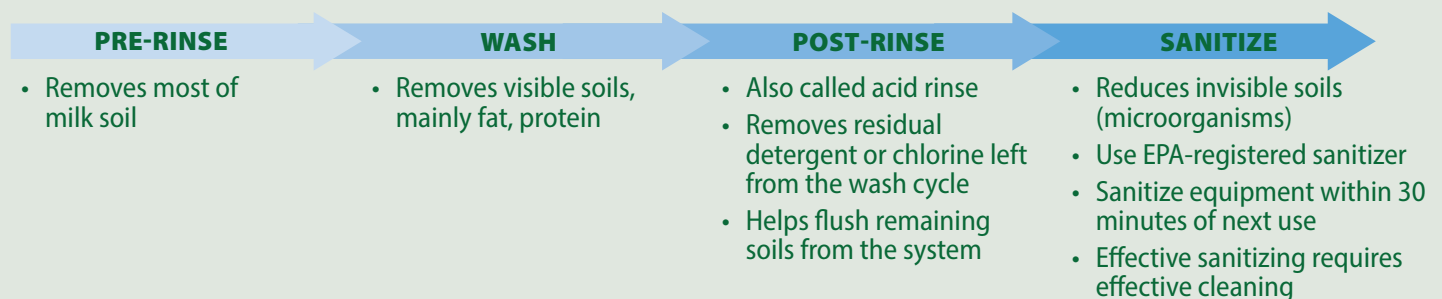 PRE-RINSE
• Removes most of
milk soil
WASH
• Removes visible soils,
mainly fat, protein
POST-RINSE
• Also called acid rinse
• Removes residual
detergent or chlorine left
from the wash cycle
• Helps flush remaining
soils from the system
SANITIZE
• Reduces invisible soils
(microorganisms)
• Use EPA-registered sanitizer
• Sanitize equipment within 30
minutes of next use
• Effective sanitizing requires
effective cleaning